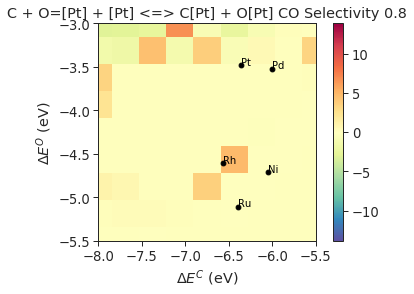 C + O=[Pt] + [Pt] <=> C[Pt] + O[Pt] CO Selectivity 0.8
−3.0
−3.5
−4.0
−4.5
−5.0
−5.5
ΔE^O (eV)
Pt
Pd
Rh
Ni
Ru
−8.0 −7.5 −7.0 −6.5 −6.0 −5.5
ΔE^C (eV)
10
5
0
−5
−10